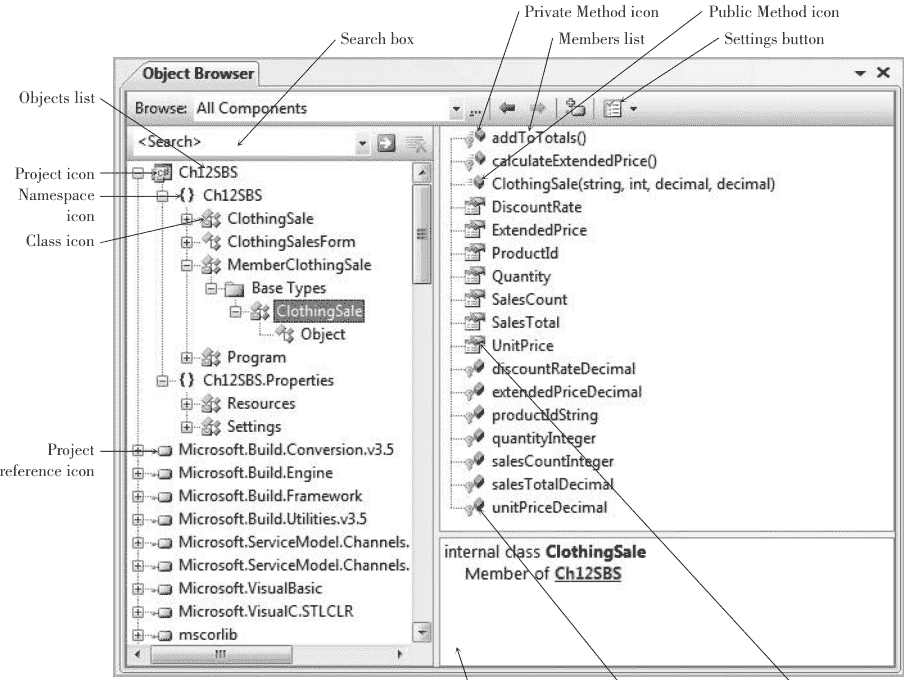 Private Method icon
Public Method icon
Search box
Members list
Settings button
Object Browser
Objects list
Browse: All Components
...
<Search>
Project icon
Namespace
icon
Class icon
Ch12SBS
{} Ch12SBS
ClothingSale
ClothingSalesForm
MemberClothingSale
Base Types
ClothingSale
Object
Program
{} Ch12SBS.Properties
Resources
Settings
Project
reference icon
Microsoft.Build.Conversion.v3.5
Microsoft.Build.Engine
Microsoft.Build.Framework
Microsoft.Build.Utilities.v3.5
Microsoft.ServiceModel.Channels.
Microsoft.ServiceModel.Channels.
Microsoft.VisualBasic
Microsoft.VisualC.STLCLR
mscorlib
addToTotals()
calculateExtendedPrice()
ClothingSale(string, int, decimal, decimal)
DiscountRate
ExtendedPrice
ProductId
Quantity
SalesCount
SalesTotal
UnitPrice
discountRateDecimal
extendedPriceDecimal
productIdString
quantityInteger
salesCountInteger
salesTotalDecimal
unitPriceDecimal
internal class ClothingSale
Member of Ch12SBS